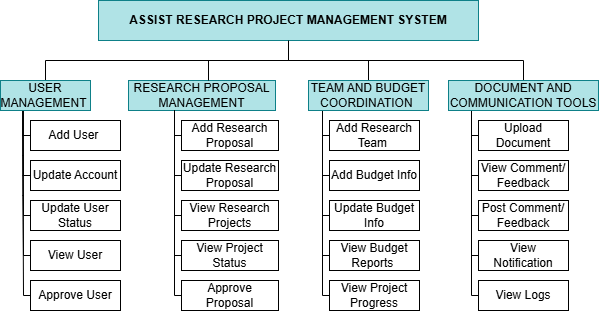 ASSIST RESEARCH PROJECT MANAGEMENT SYSTEM
USER
MANAGEMENT
Add User
Update Account
Update User
Status
View User
Approve User
RESEARCH PROPOSAL
MANAGEMENT
Add Research
Proposal
Update Research
Proposal
View Research
Projects
View Project
Status
Approve
Proposal
TEAM AND BUDGET
COORDINATION
Add Research
Team
Add Budget Info
Update Budget
Info
View Budget
Reports
View Project
Progress
DOCUMENT AND
COMMUNICATION TOOLS
Upload
Document
View Comment/
Feedback
Post Comment/
Feedback
View
Notification
View Logs